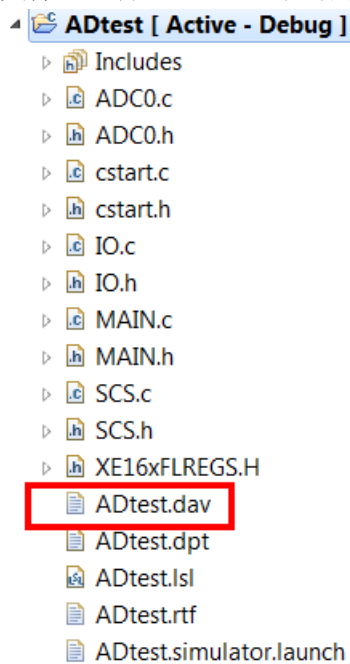 ADtest [ Active - Debug ]
Includes
ADC0.c
ADC0.h
cstart.c
cstart.h
IO.c
IO.h
MAIN.c
MAIN.h
SCS.c
SCS.h
XE16xFLREGS.H
ADtest.dav
ADtest.dpt
ADtest.lsl
ADtest.rtf
ADtest.simulator.launch